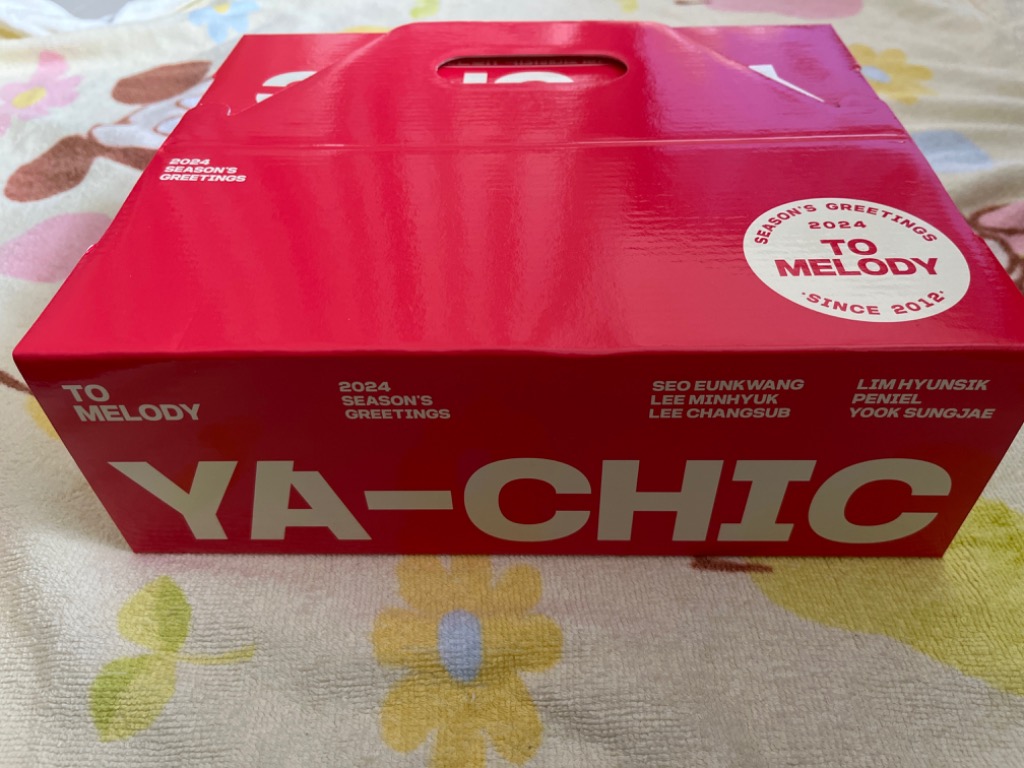 2024
SEASON'S
GREETINGS
SEASON'S GREETINGS
2024
TO
MELODY
'SINCE 2012'
TO
MELODY
2024
SEASON'S
GREETINGS
SEO EUNKWANG
LEE MINHYUK
LEE CHANGSUB
LIM HYUNSIK
PENIEL
YOOK SUNGJAE
YA-CHIC